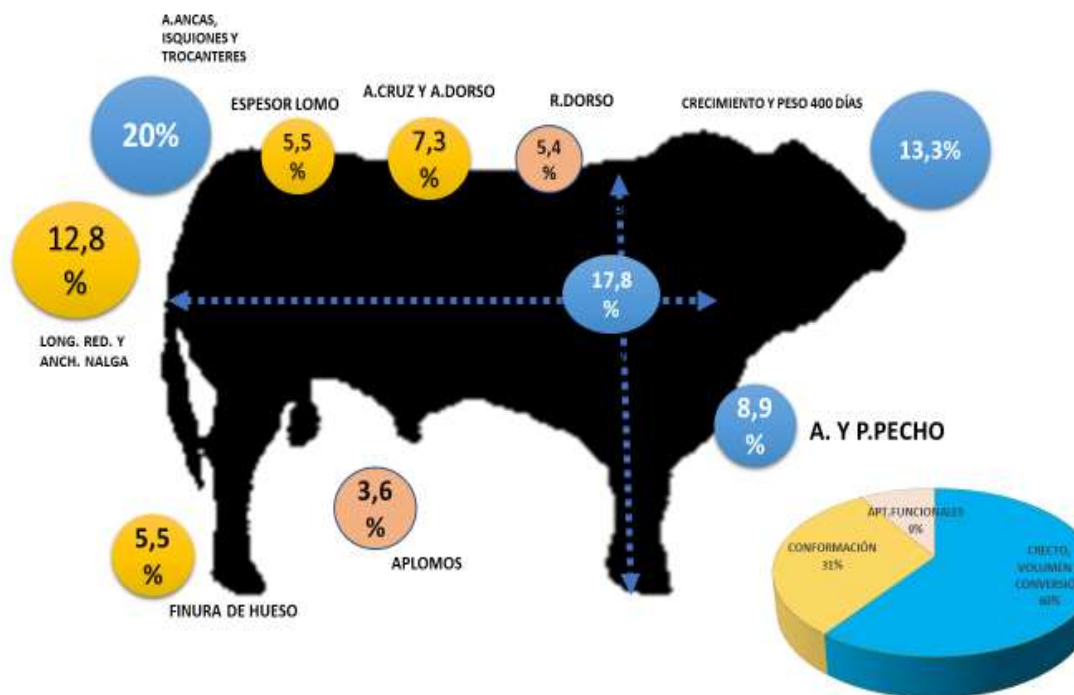 A.ANCAS,
ISQUIONES Y
TROCANTERES
20%
ESPESOR LOMO
5,5
%
A.CRUZ Y A.DORSO
7,3
%
R.DORSO
5,4
%
CRECIMIENTO Y PESO 400 DÍAS
13,3%
12,8
%
LONG. RED. Y
ANCH. NALGA
17,8
%
8,9
%
A. Y P.PECHO
3,6
%
APLOMOS
5,5
%
FINURA DE HUESO
APT.FUNCIONALES
CONFORMACIÓN
31%
CRECTO,
VOLUMEN
CONVERSIÓ
60%